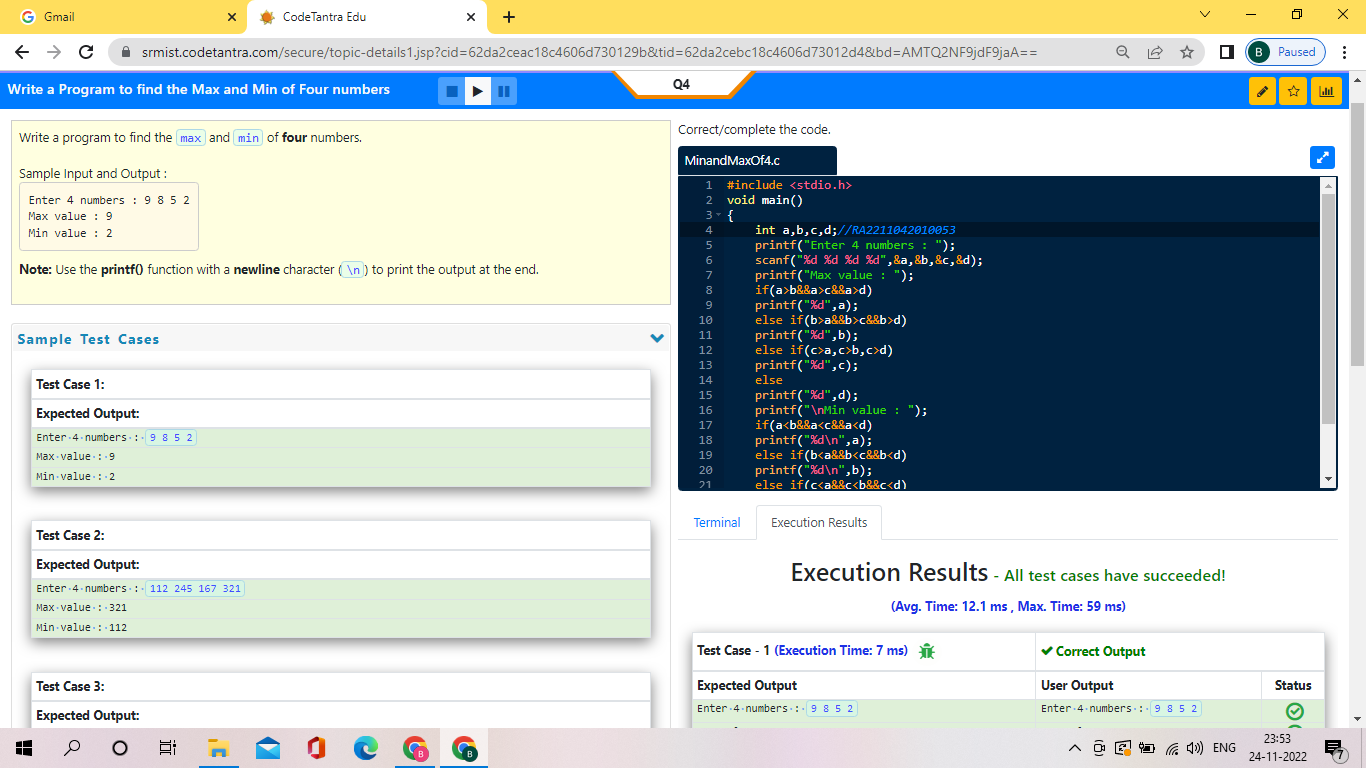 Gmail
CodeTantra Edu
srmist.codetantra.com/secure/topic-details1.jsp?cid=62da2ceac18c4606d730129b&tid=62da2cebc18c4606d73012d4&bd=AMTQ2NF9jdF9jaA==
B Paused
Write a Program to find the Max and Min of Four numbers
Q4
Write a program to find the max and min of four numbers.
Sample Input and Output :
Enter 4 numbers : 9 8 5 2
Max value : 9
Min value : 2
Note: Use the printf() function with a newline character ( \n ) to print the output at the end.
Sample Test Cases
Test Case 1:
Expected Output:
Enter·4·numbers·:· 9 8 5 2
Max·value·:·9
Min·value·:·2
Test Case 2:
Expected Output:
Enter·4·numbers·:· 112 245 167 321
Max·value·:·321
Min·value·:·112
Test Case 3:
Expected Output:
Correct/complete the code.
MinandMaxOf4.c
1 #include <stdio.h>
2 void main()
3 {
4 int a,b,c,d;//RA2211042010053
5 printf("Enter 4 numbers : ");
6 scanf("%d %d %d %d",&a,&b,&c,&d);
7 printf("Max value : ");
8 if(a>b&&a>c&&a>d)
9 printf("%d",a);
10 else if(b>a&&b>c&&b>d)
11 printf("%d",b);
12 else if(c>a,c>b,c>d)
13 printf("%d",c);
14 else
15 printf("%d",d);
16 printf("\nMin value : ");
17 if(a<b&&a<c&&a<d)
18 printf("%d\n",a);
19 else if(b<a&&b<c&&b<d)
20 printf("%d\n",b);
21 else if(c<a&&c<b&&c<d)
Terminal
Execution Results
Execution Results - All test cases have succeeded!
(Avg. Time: 12.1 ms , Max. Time: 59 ms)
Test Case - 1 (Execution Time: 7 ms)
Correct Output
Expected Output
User Output
Status
Enter·4·numbers·:· 9 8 5 2
Enter·4·numbers·:· 9 8 5 2
B
B
ENG
23:53
24-11-2022
7